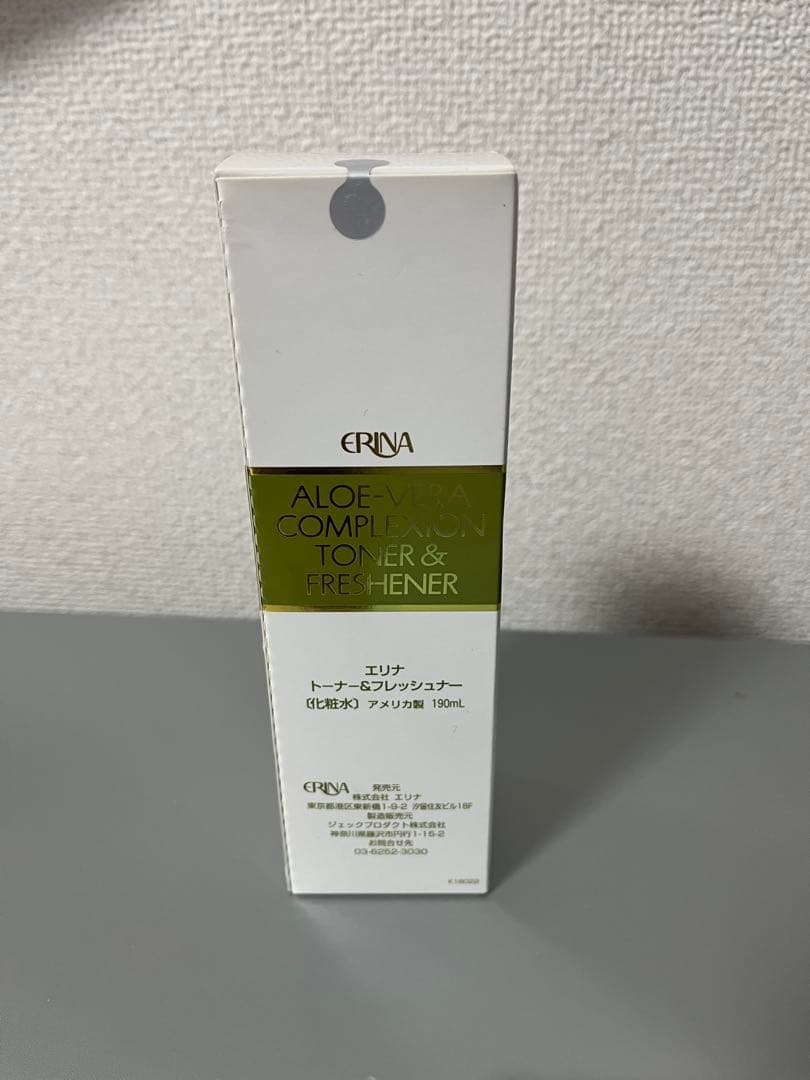 ERINA
ALOE-VERA
COMPLEXION
TONER &
FRESHENER
エリナ
トーナー&フレッシュナー
〔化粧水〕 アメリカ製 190mL
ERINA 発売元
株式会社 エリナ
東京都港区東新橋1-9-2 汐留住友ビル16F
製造販売元
ジェックプロダクト株式会社
神奈川県藤沢市円行1-15-2
お問合せ先
03-6252-3030